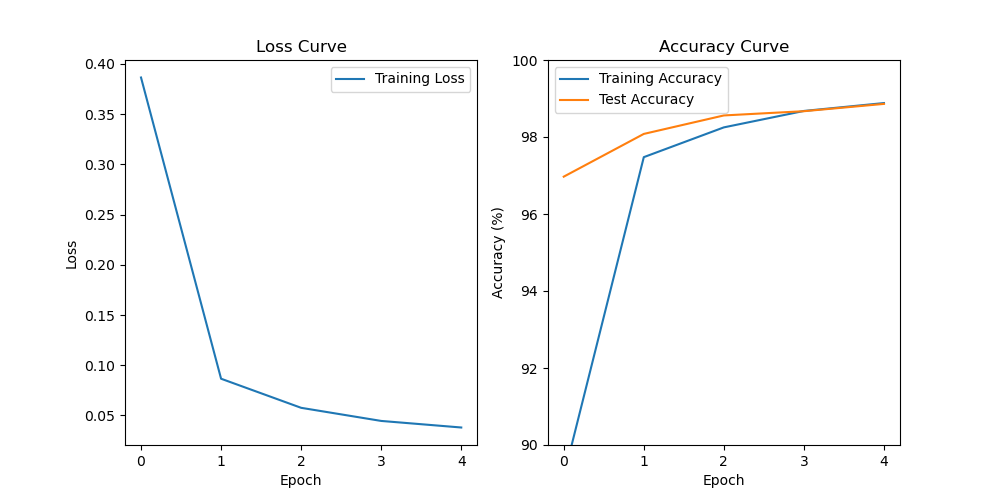 Loss Curve
Training Loss
0.40
0.35
0.30
0.25
0.20
0.15
0.10
0.05
Loss
0 1 2 3 4
Epoch
Accuracy Curve
Training Accuracy
Test Accuracy
100
98
96
94
92
90
Accuracy (%)
0 1 2 3 4
Epoch